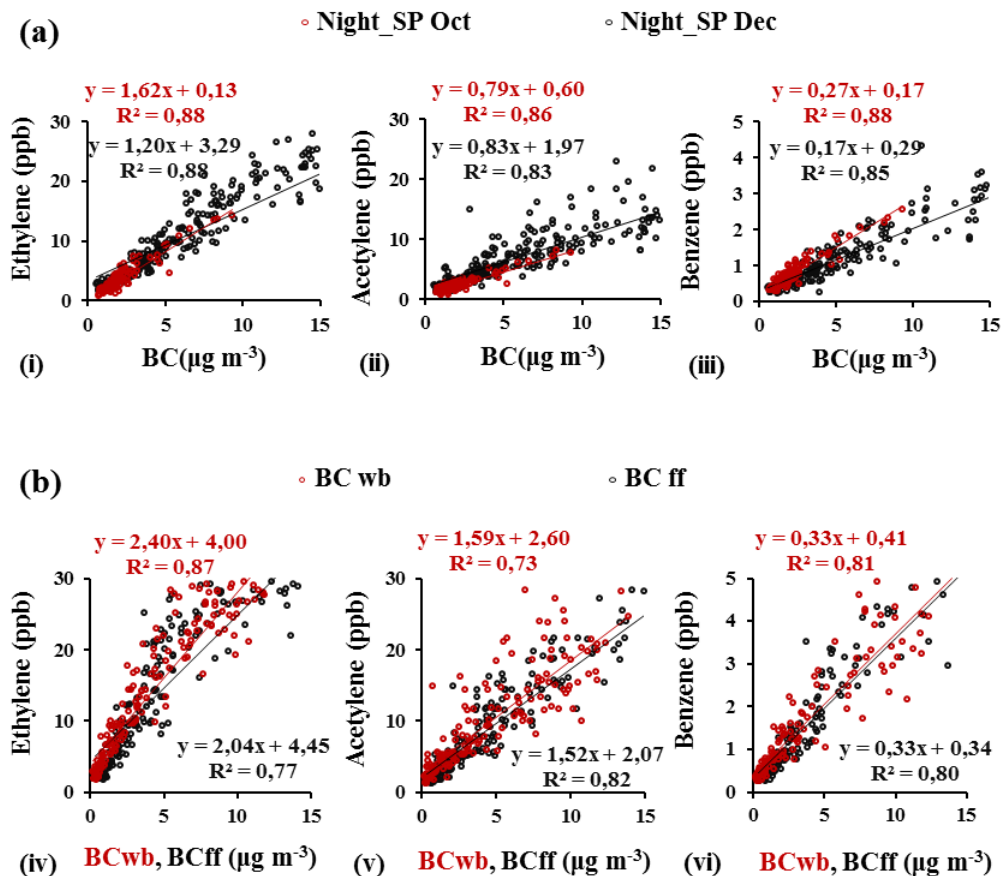 (a)
Night_SP Oct
Night_SP Dec
y = 1,62x + 0,13
R² = 0,88
y = 1,20x + 3,29
R² = 0,88
Ethylene (ppb)
30
20
10
0
0
5
10
15
BC(µg m⁻³)
(i)
y = 0,79x + 0,60
R² = 0,86
y = 0,83x + 1,97
R² = 0,83
Acetylene (ppb)
30
20
10
0
0
5
10
15
BC(µg m⁻³)
(ii)
y = 0,27x + 0,17
R² = 0,88
y = 0,17x + 0,29
R² = 0,85
Benzene (ppb)
5
4
3
2
1
0
0
5
10
15
BC(µg m⁻³)
(iii)
(b)
BC wb
BC ff
y = 2,40x + 4,00
R² = 0,87
Ethylene (ppb)
30
20
10
0
y = 2,04x + 4,45
R² = 0,77
0
5
10
15
BCwb, BCff (µg m⁻³)
(iv)
y = 1,59x + 2,60
R² = 0,73
Acetylene (ppb)
30
20
10
0
y = 1,52x + 2,07
R² = 0,82
0
5
10
15
BCwb, BCff (µg m⁻³)
(v)
y = 0,33x + 0,41
R² = 0,81
Benzene (ppb)
5
4
3
2
1
0
y = 0,33x + 0,34
R² = 0,80
0
5
10
15
BCwb, BCff (µg m⁻³)
(vi)